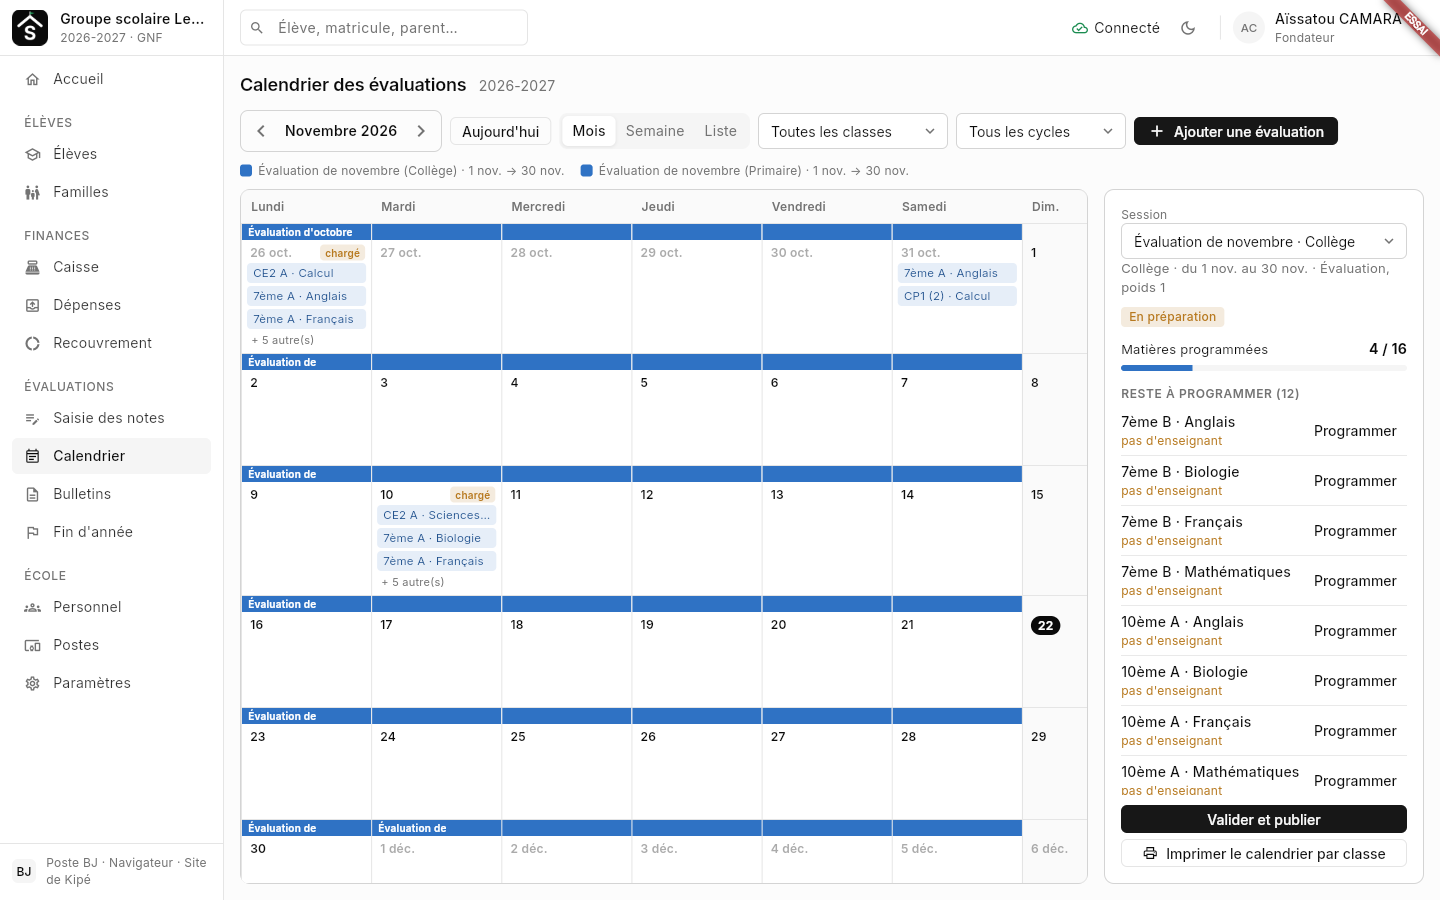 Groupe scolaire Le...
2026-2027 · GNF
Élève, matricule, parent...
Connecté
AC
Aïssatou CAMARA
Fondateur
ESSAI
Accueil
ÉLÈVES
Élèves
Familles
FINANCES
Caisse
Dépenses
Recouvrement
ÉVALUATIONS
Saisie des notes
Calendrier
Bulletins
Fin d'année
ÉCOLE
Personnel
Postes
Paramètres
BJ
Poste BJ · Navigateur · Site de Kipé
Calendrier des évaluations 2026-2027
Novembre 2026
Aujourd'hui
Mois Semaine Liste
Toutes les classes
Tous les cycles
+ Ajouter une évaluation
Évaluation de novembre (Collège) · 1 nov. → 30 nov.
Évaluation de novembre (Primaire) · 1 nov. → 30 nov.
Lundi Mardi Mercredi Jeudi Vendredi Samedi Dim.
Évaluation d'octobre
26 oct. chargé 27 oct. 28 oct. 29 oct. 30 oct. 31 oct. 1
CE2 A · Calcul
7ème A · Anglais
7ème A · Français
+ 5 autre(s)
7ème A · Anglais
CP1 (2) · Calcul
Évaluation de
2 3 4 5 6 7 8
Évaluation de
9 10 chargé 11 12 13 14 15
CE2 A · Sciences...
7ème A · Biologie
7ème A · Français
+ 5 autre(s)
Évaluation de
16 17 18 19 20 21 22
Évaluation de
23 24 25 26 27 28 29
Évaluation de Évaluation de
30 1 déc. 2 déc. 3 déc. 4 déc. 5 déc. 6 déc.
Session
Évaluation de novembre · Collège
Collège · du 1 nov. au 30 nov. · Évaluation,
poids 1
En préparation
Matières programmées 4 / 16
RESTE À PROGRAMMER (12)
7ème B · Anglais
pas d'enseignant
Programmer
7ème B · Biologie
pas d'enseignant
Programmer
7ème B · Français
pas d'enseignant
Programmer
7ème B · Mathématiques
pas d'enseignant
Programmer
10ème A · Anglais
pas d'enseignant
Programmer
10ème A · Biologie
pas d'enseignant
Programmer
10ème A · Français
pas d'enseignant
Programmer
10ème A · Mathématiques
pas d'enseignant
Programmer
Valider et publier
Imprimer le calendrier par classe